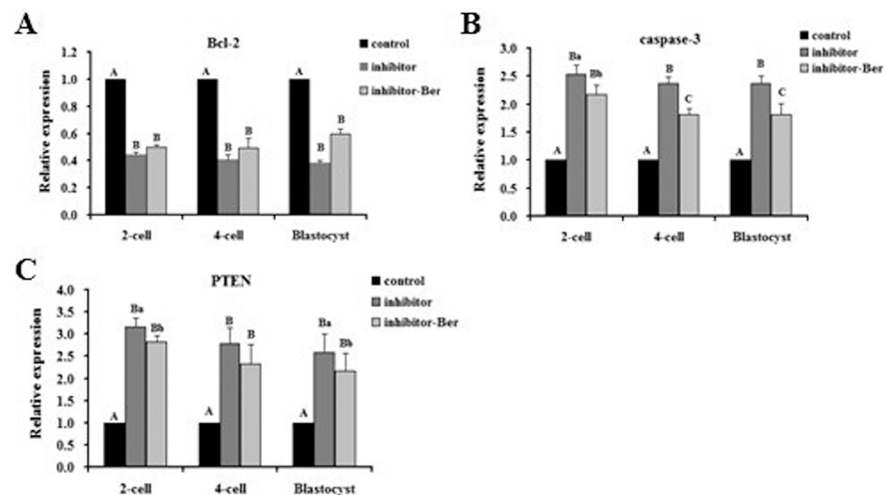 A
Bcl-2
Relative expression
1.2
1.0
0.8
0.6
0.4
0.2
0.0
A
B
B
A
B
B
A
B
B
2-cell
4-cell
Blastocyst
control
inhibitor
inhibitor-Ber
B
caspase-3
Relative expression
3.0
2.5
2.0
1.5
1.0
0.5
0.0
A
Ba
Bb
A
B
C
A
B
C
2-cell
4-cell
Blastocyst
control
inhibitor
inhibitor-Ber
C
PTEN
Relative expression
4.0
3.5
3.0
2.5
2.0
1.5
1.0
0.5
0.0
A
Ba
Bb
A
B
B
A
Ba
Bb
2-cell
4-cell
Blastocyst
control
inhibitor
inhibitor-Ber